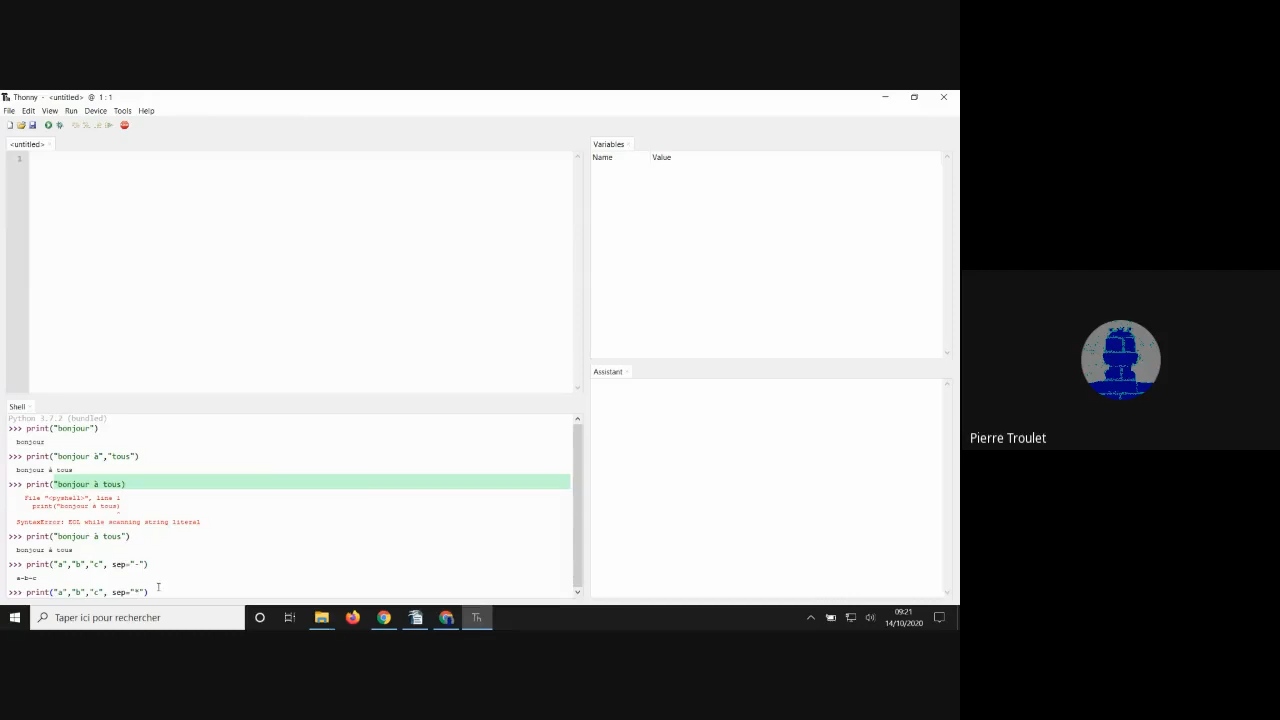 Thonny - <untitled> @ 1 : 1
File Edit View Run Device Tools Help
<untitled>
1
Variables
Name Value
Assistant
Shell
Python 3.7.2 (bundled)
>>> print("bonjour")
bonjour
>>> print("bonjour à","tous")
bonjour à tous
>>> print("bonjour à tous)
File "<pyshell>", line 1
print("bonjour à tous)
^
SyntaxError: EOL while scanning string literal
>>> print("bonjour à tous")
bonjour à tous
>>> print("a","b","c", sep="-")
a-b-c
>>> print("a","b","c", sep="*")
Taper ici pour rechercher
Th
09:21
14/10/2020
Pierre Troulet